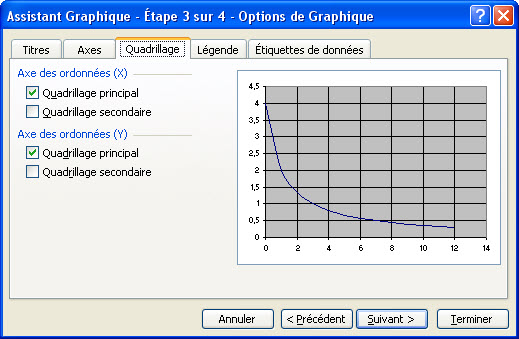 Assistant Graphique - Étape 3 sur 4 - Options de Graphique
Titres Axes Quadrillage Légende Étiquettes de données
Axe des ordonnées (X)
Quadrillage principal
Quadrillage secondaire
Axe des ordonnées (Y)
Quadrillage principal
Quadrillage secondaire
4,5
4
3,5
3
2,5
2
1,5
1
0,5
0
0 2 4 6 8 10 12 14
Annuler < Précédent Suivant > Terminer